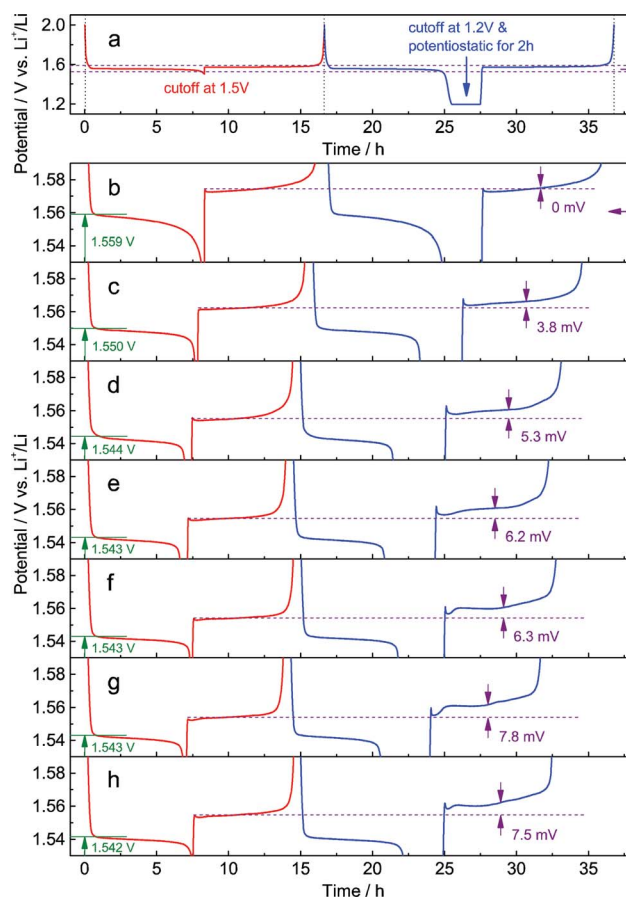 2.0
1.6
1.2
a
cutoff at 1.5V
cutoff at 1.2V &
potentiostatic for 2h
0 5 10 15 20 25 30 35
Time / h
Potential / V vs. Li⁺/Li
1.58
1.56
1.54
b
1.559 V
0 mV
1.58
1.56
1.54
c
1.550 V
3.8 mV
1.58
1.56
1.54
d
1.544 V
5.3 mV
1.58
1.56
1.54
e
1.543 V
6.2 mV
Potential / V vs. Li⁺/Li
1.58
1.56
1.54
f
1.543 V
6.3 mV
1.58
1.56
1.54
g
1.543 V
7.8 mV
1.58
1.56
1.54
h
1.542 V
7.5 mV
0 5 10 15 20 25 30 35
Time / h